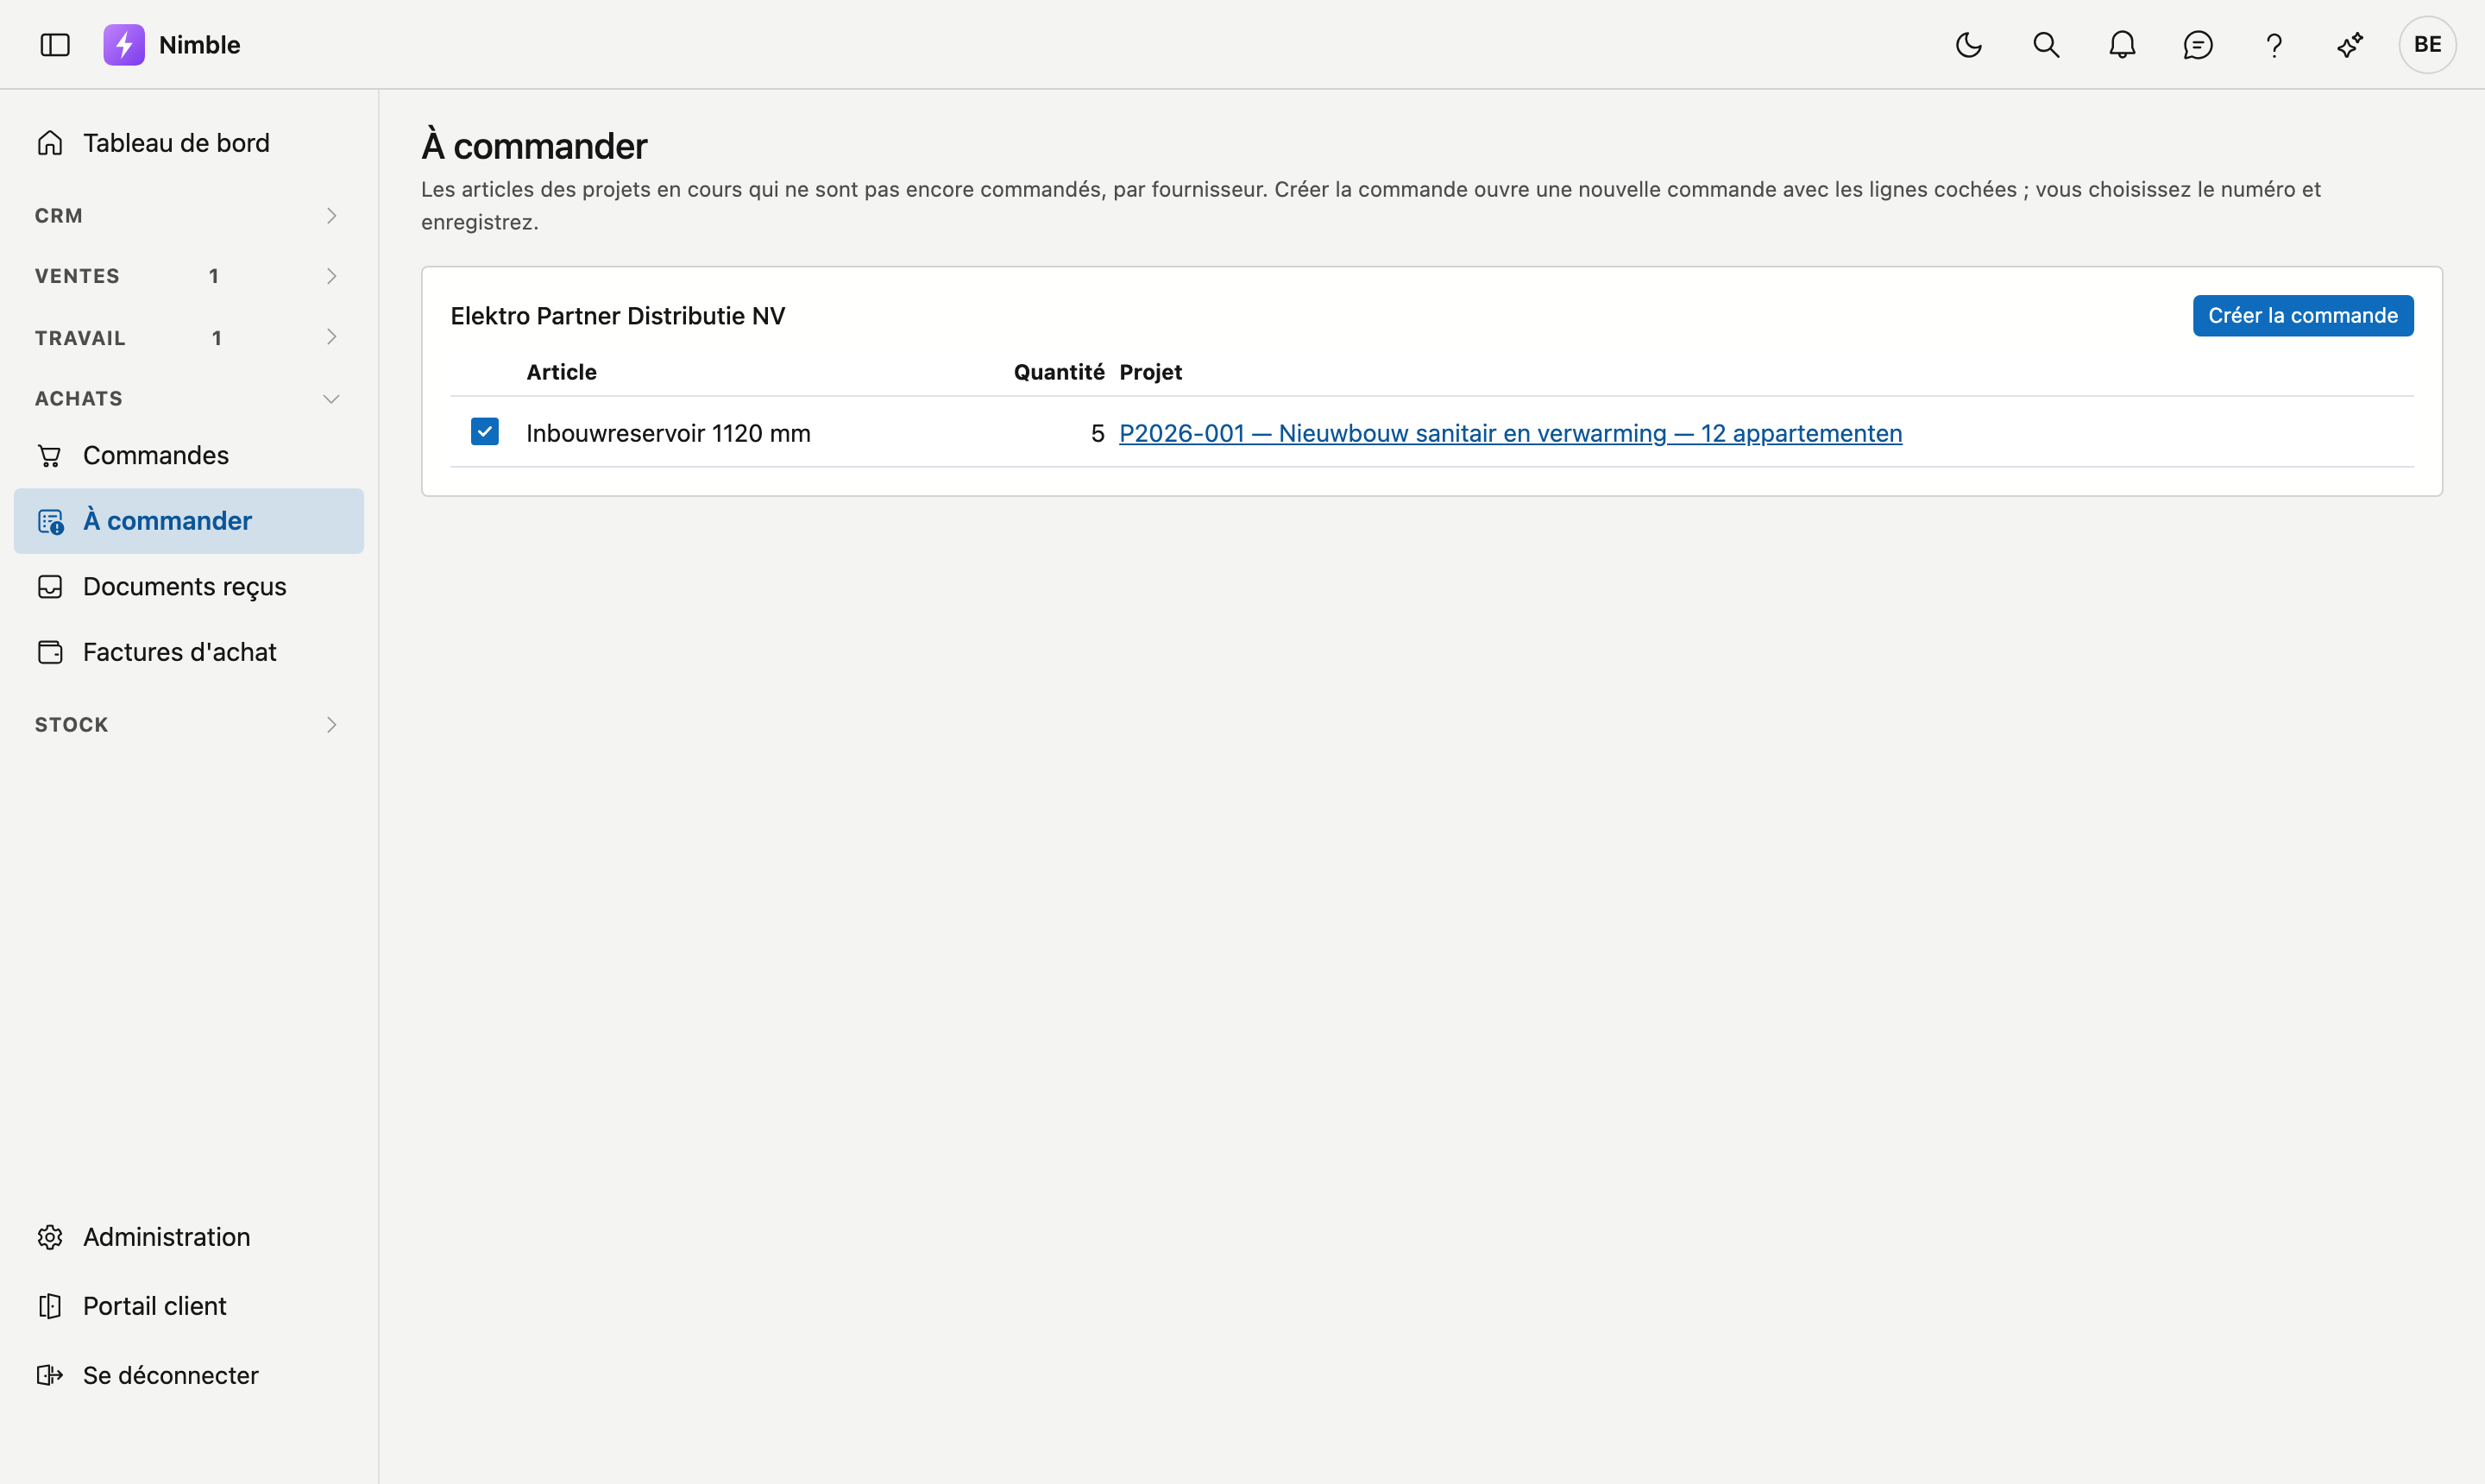 Nimble
BE
Tableau de bord
CRM
VENTES 1
TRAVAIL 1
ACHATS
Commandes
À commander
Documents reçus
Factures d'achat
STOCK
Administration
Portail client
Se déconnecter
À commander
Les articles des projets en cours qui ne sont pas encore commandés, par fournisseur. Créer la commande ouvre une nouvelle commande avec les lignes cochées ; vous choisissez le numéro et
enregistrez.
Elektro Partner Distributie NV
Créer la commande
Article Quantité Projet
Inbouwreservoir 1120 mm 5 P2026-001 — Nieuwbouw sanitair en verwarming — 12 appartementen